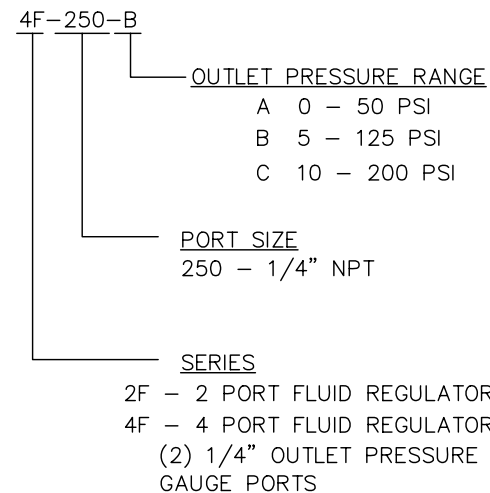 4F-250-B
OUTLET PRESSURE RANGE
A 0 - 50 PSI
B 5 - 125 PSI
C 10 - 200 PSI
PORT SIZE
250 - 1/4" NPT
SERIES
2F - 2 PORT FLUID REGULATOR
4F - 4 PORT FLUID REGULATOR
(2) 1/4" OUTLET PRESSURE
GAUGE PORTS